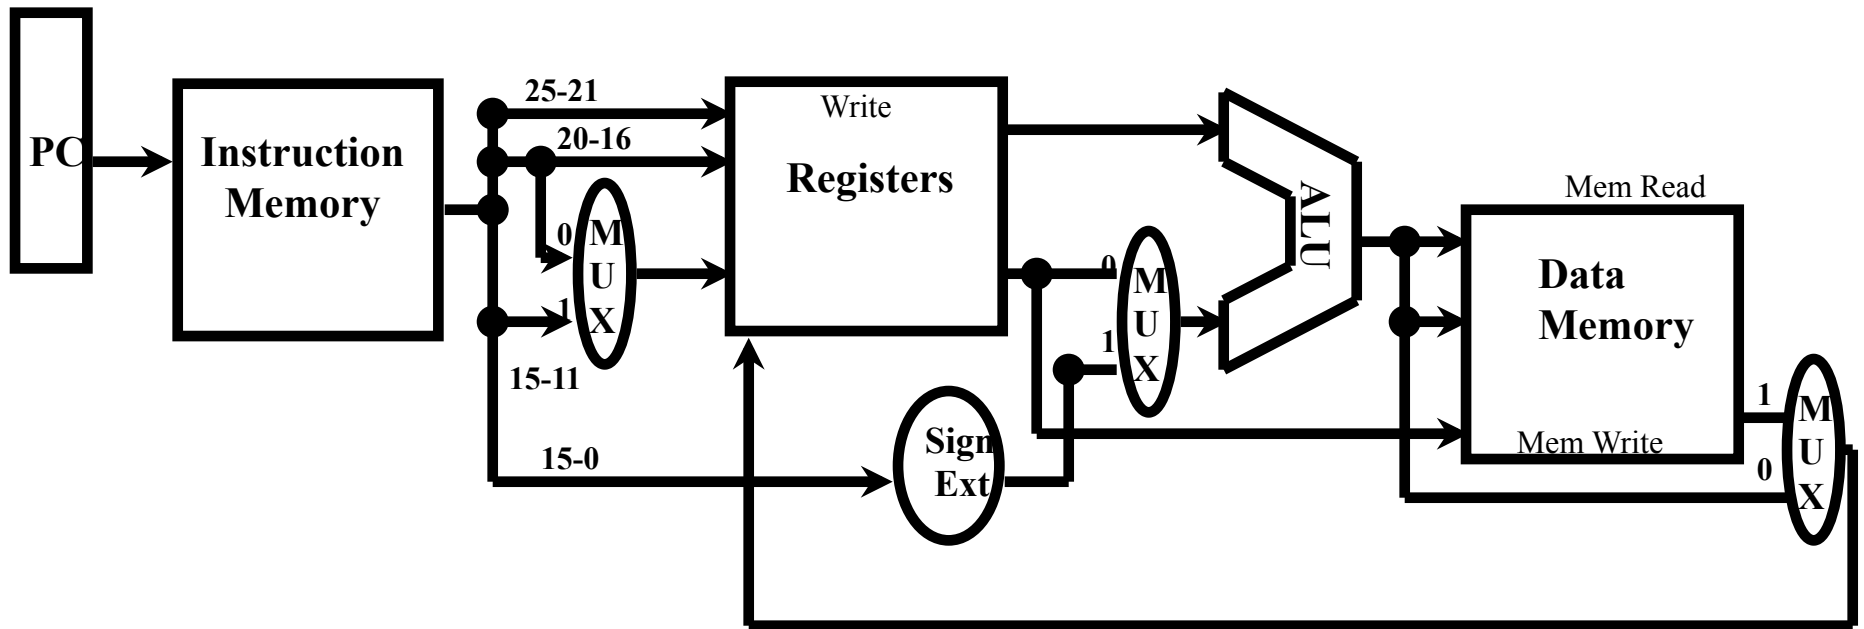 PC
Instruction
Memory
25-21
20-16
0
1
M
U
X
15-11
15-0
Write
Registers
Sign
Ext
0
1
M
U
X
ALU
Mem Read
Data
Memory
Mem Write
1
0
M
U
X